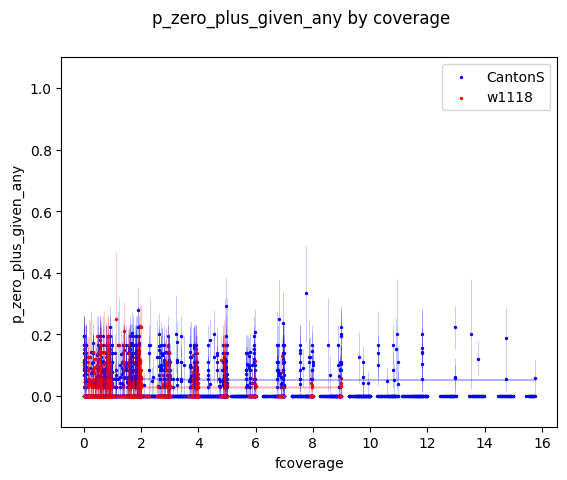 p_zero_plus_given_any by coverage
CantonS
w1118
p_zero_plus_given_any
1.0
0.8
0.6
0.4
0.2
0.0
0 2 4 6 8 10 12 14 16
fcoverage